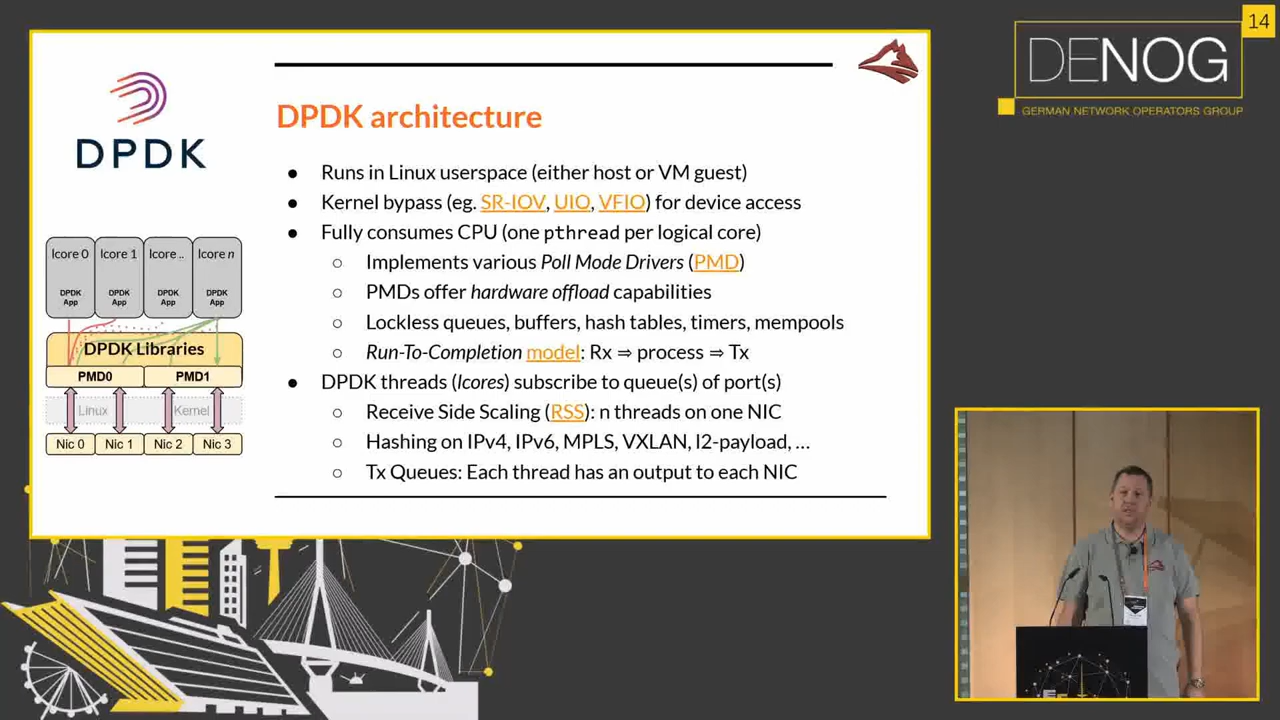 14
DENOG
GERMAN NETWORK OPERATORS GROUP
DPDK
DPDK architecture
● Runs in Linux userspace (either host or VM guest)
● Kernel bypass (eg. SR-IOV, UIO, VFIO) for device access
● Fully consumes CPU (one pthread per logical core)
○ Implements various Poll Mode Drivers (PMD)
○ PMDs offer hardware offload capabilities
○ Lockless queues, buffers, hash tables, timers, mempools
○ Run-To-Completion model: Rx ⇒ process ⇒ Tx
● DPDK threads (lcores) subscribe to queue(s) of port(s)
○ Receive Side Scaling (RSS): n threads on one NIC
○ Hashing on IPv4, IPv6, MPLS, VXLAN, l2-payload, ...
○ Tx Queues: Each thread has an output to each NIC
lcore 0 lcore 1 lcore .. lcore n
DPDK DPDK DPDK DPDK
App App App App
DPDK Libraries
PMD0 PMD1
Linux Kernel
Nic 0 Nic 1 Nic 2 Nic 3